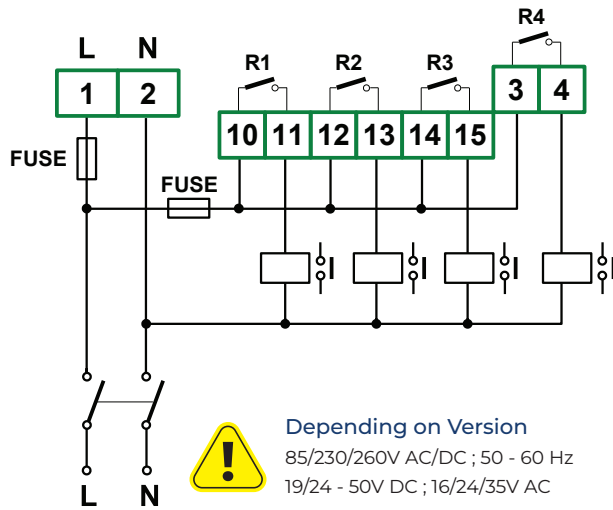 L N
R1 R2 R3 R4
1 2
3 4
10 11 12 13 14 15
FUSE
FUSE
L N
Depending on Version
85/230/260V AC/DC ; 50 - 60 Hz
19/24 - 50V DC ; 16/24/35V AC